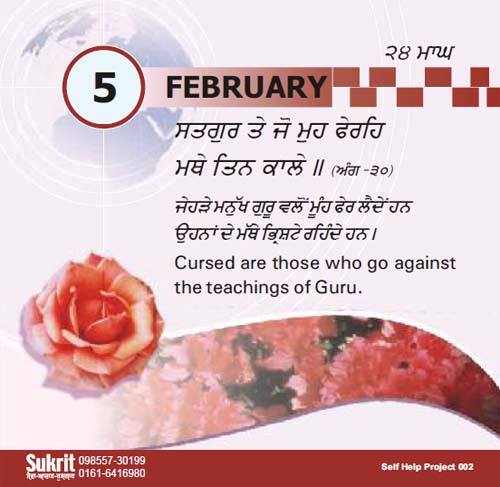 ੨੪ ਮਾਘ
5 FEBRUARY
ਸਤਗੁਰ ਤੇ ਜੋ ਮੁਹ ਫੇਰਹਿ
ਮਥੇ ਤਿਨ ਕਾਲੇ ॥ (ਅੰਗ -੩੦)
ਜੇਹੜੇ ਮਨੁੱਖ ਗੁਰੂ ਵਲੋਂ ਮੂੰਹ ਫੇਰ ਲੈਂਦੇ ਹਨ
ਉਹਨਾਂ ਦੇ ਮੱਥੇ ਭ੍ਰਿਸ਼ਟੇ ਰਹਿੰਦੇ ਹਨ।
Cursed are those who go against
the teachings of Guru.
Sukrit 098557-30199
0161-6416980
Self Help Project 002